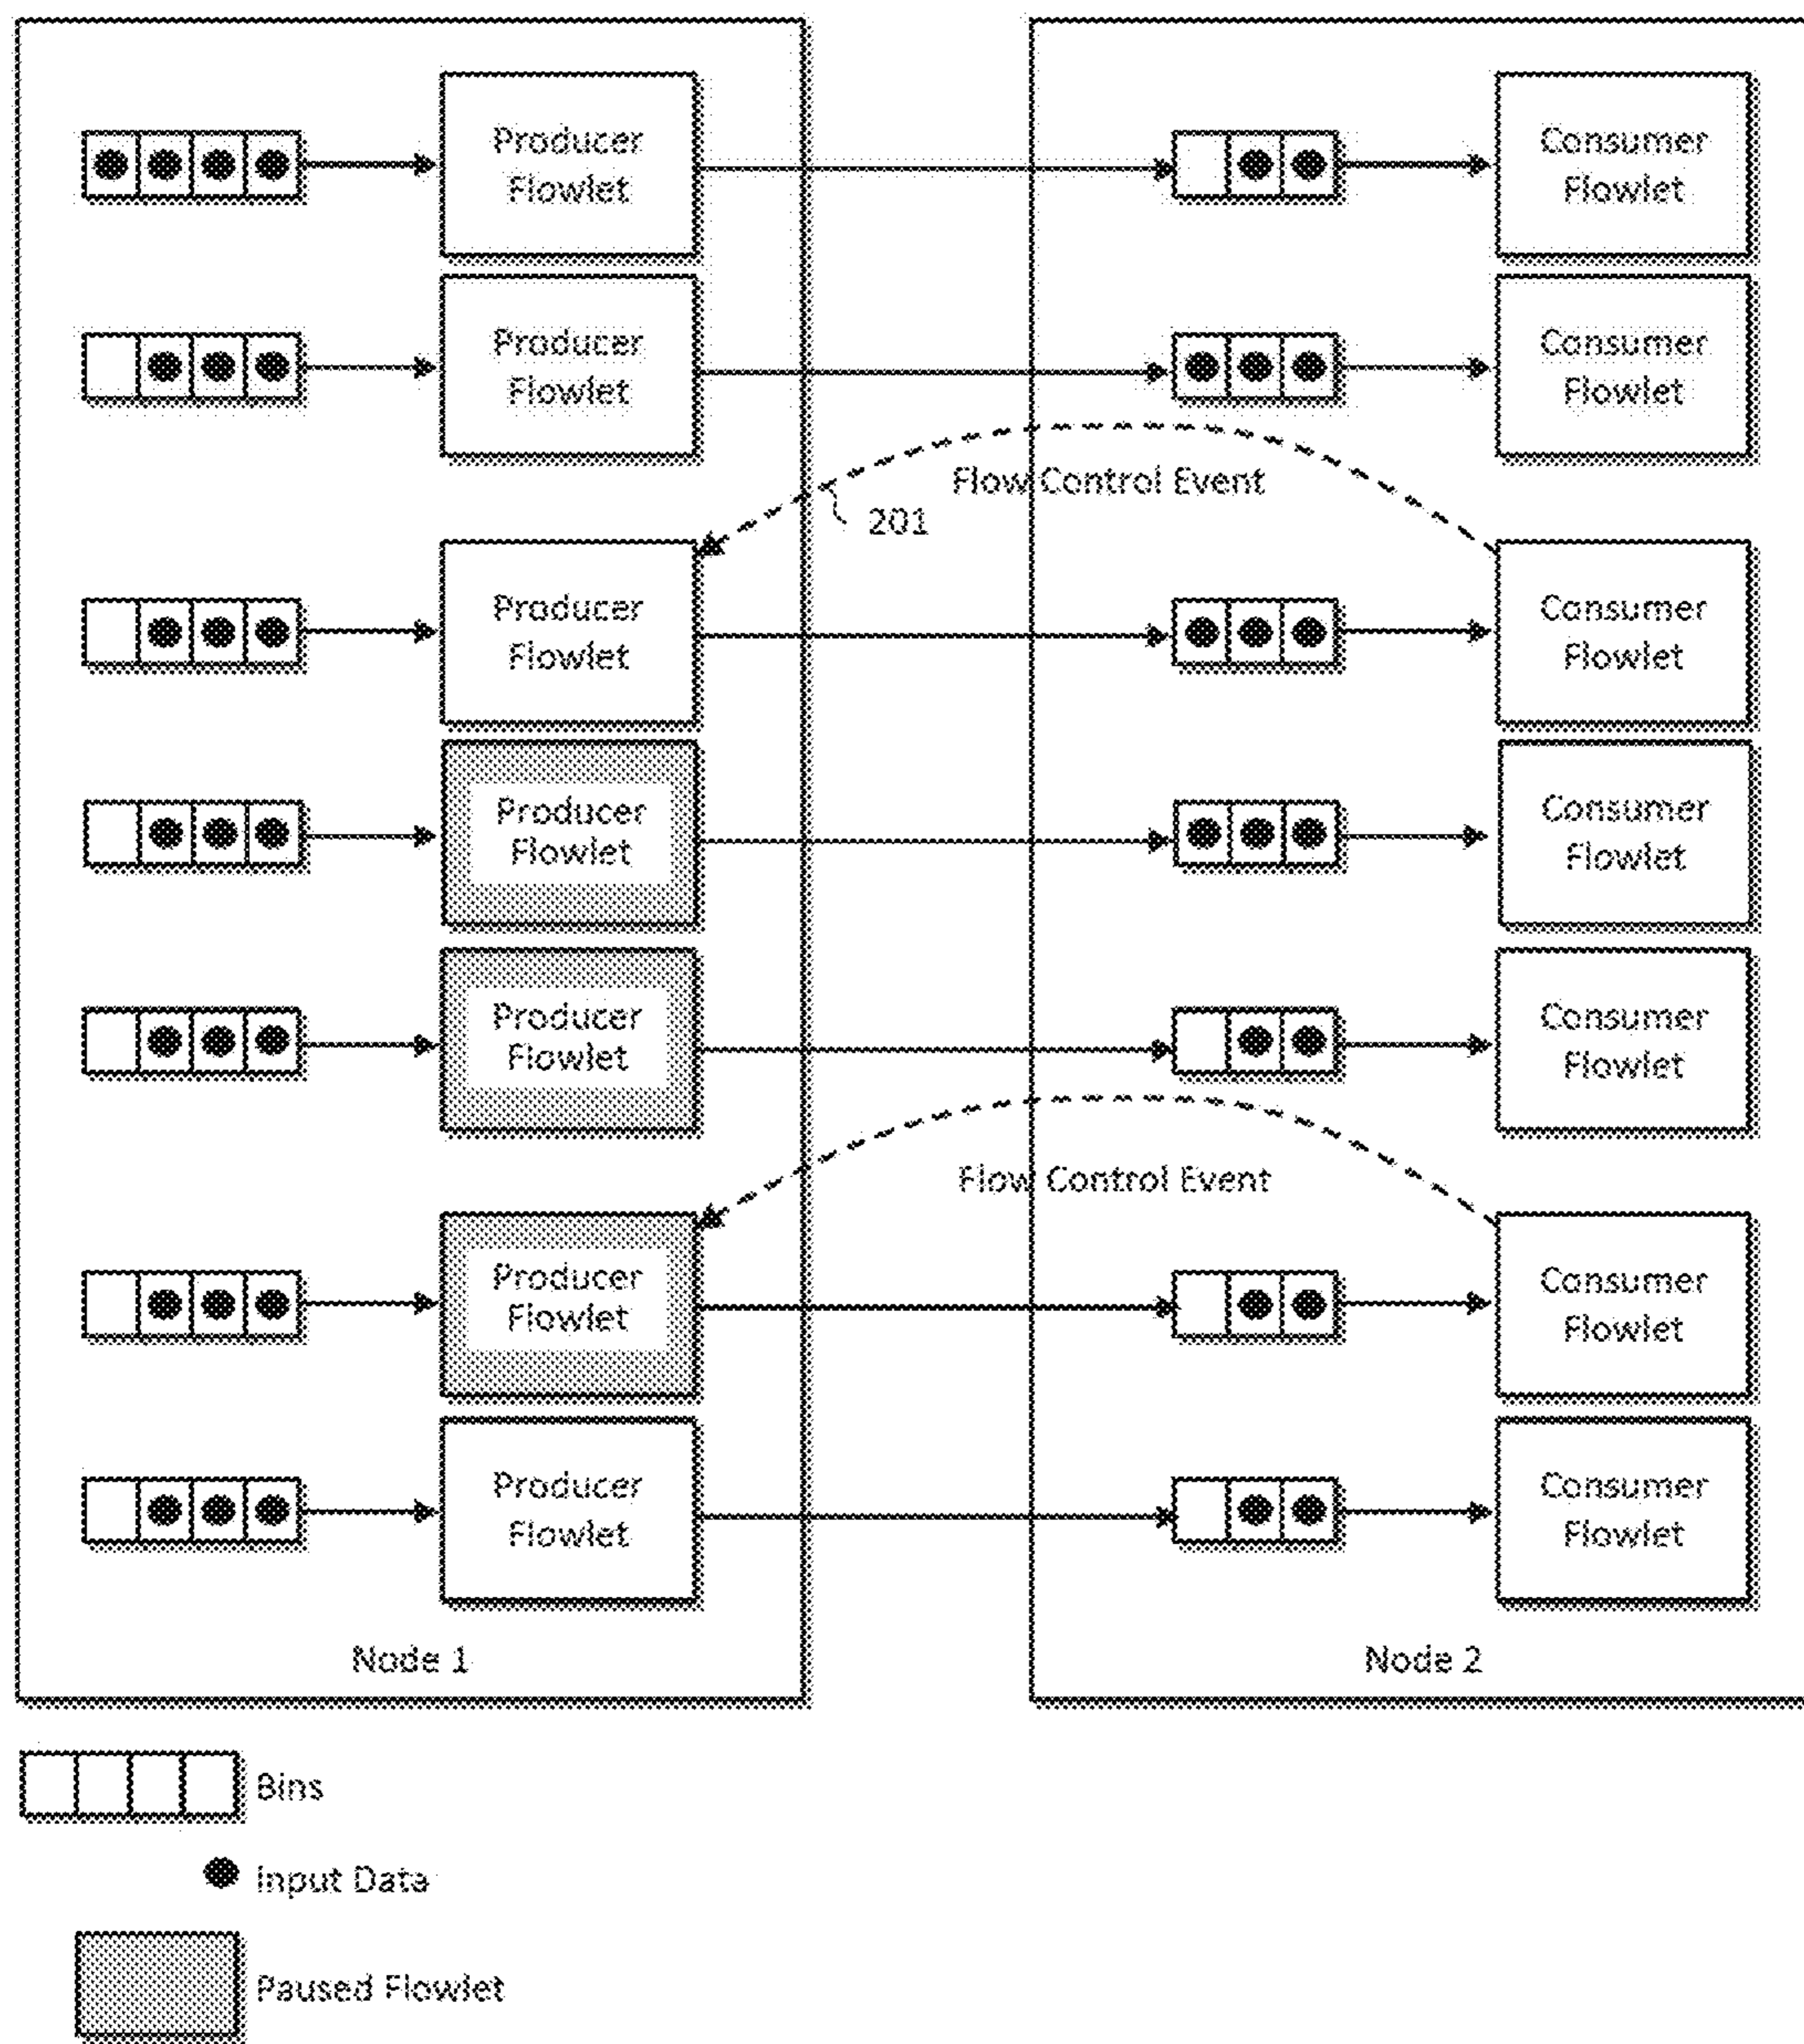 Producer
Flowlet
Consumer
Flowlet
Producer
Flowlet
Consumer
Flowlet
Flow Control Event
201
Producer
Flowlet
Consumer
Flowlet
Producer
Flowlet
Consumer
Flowlet
Producer
Flowlet
Consumer
Flowlet
Flow Control Event
Producer
Flowlet
Consumer
Flowlet
Producer
Flowlet
Consumer
Flowlet
Node 1
Node 2
Bins
Input Data
Paused Flowlet